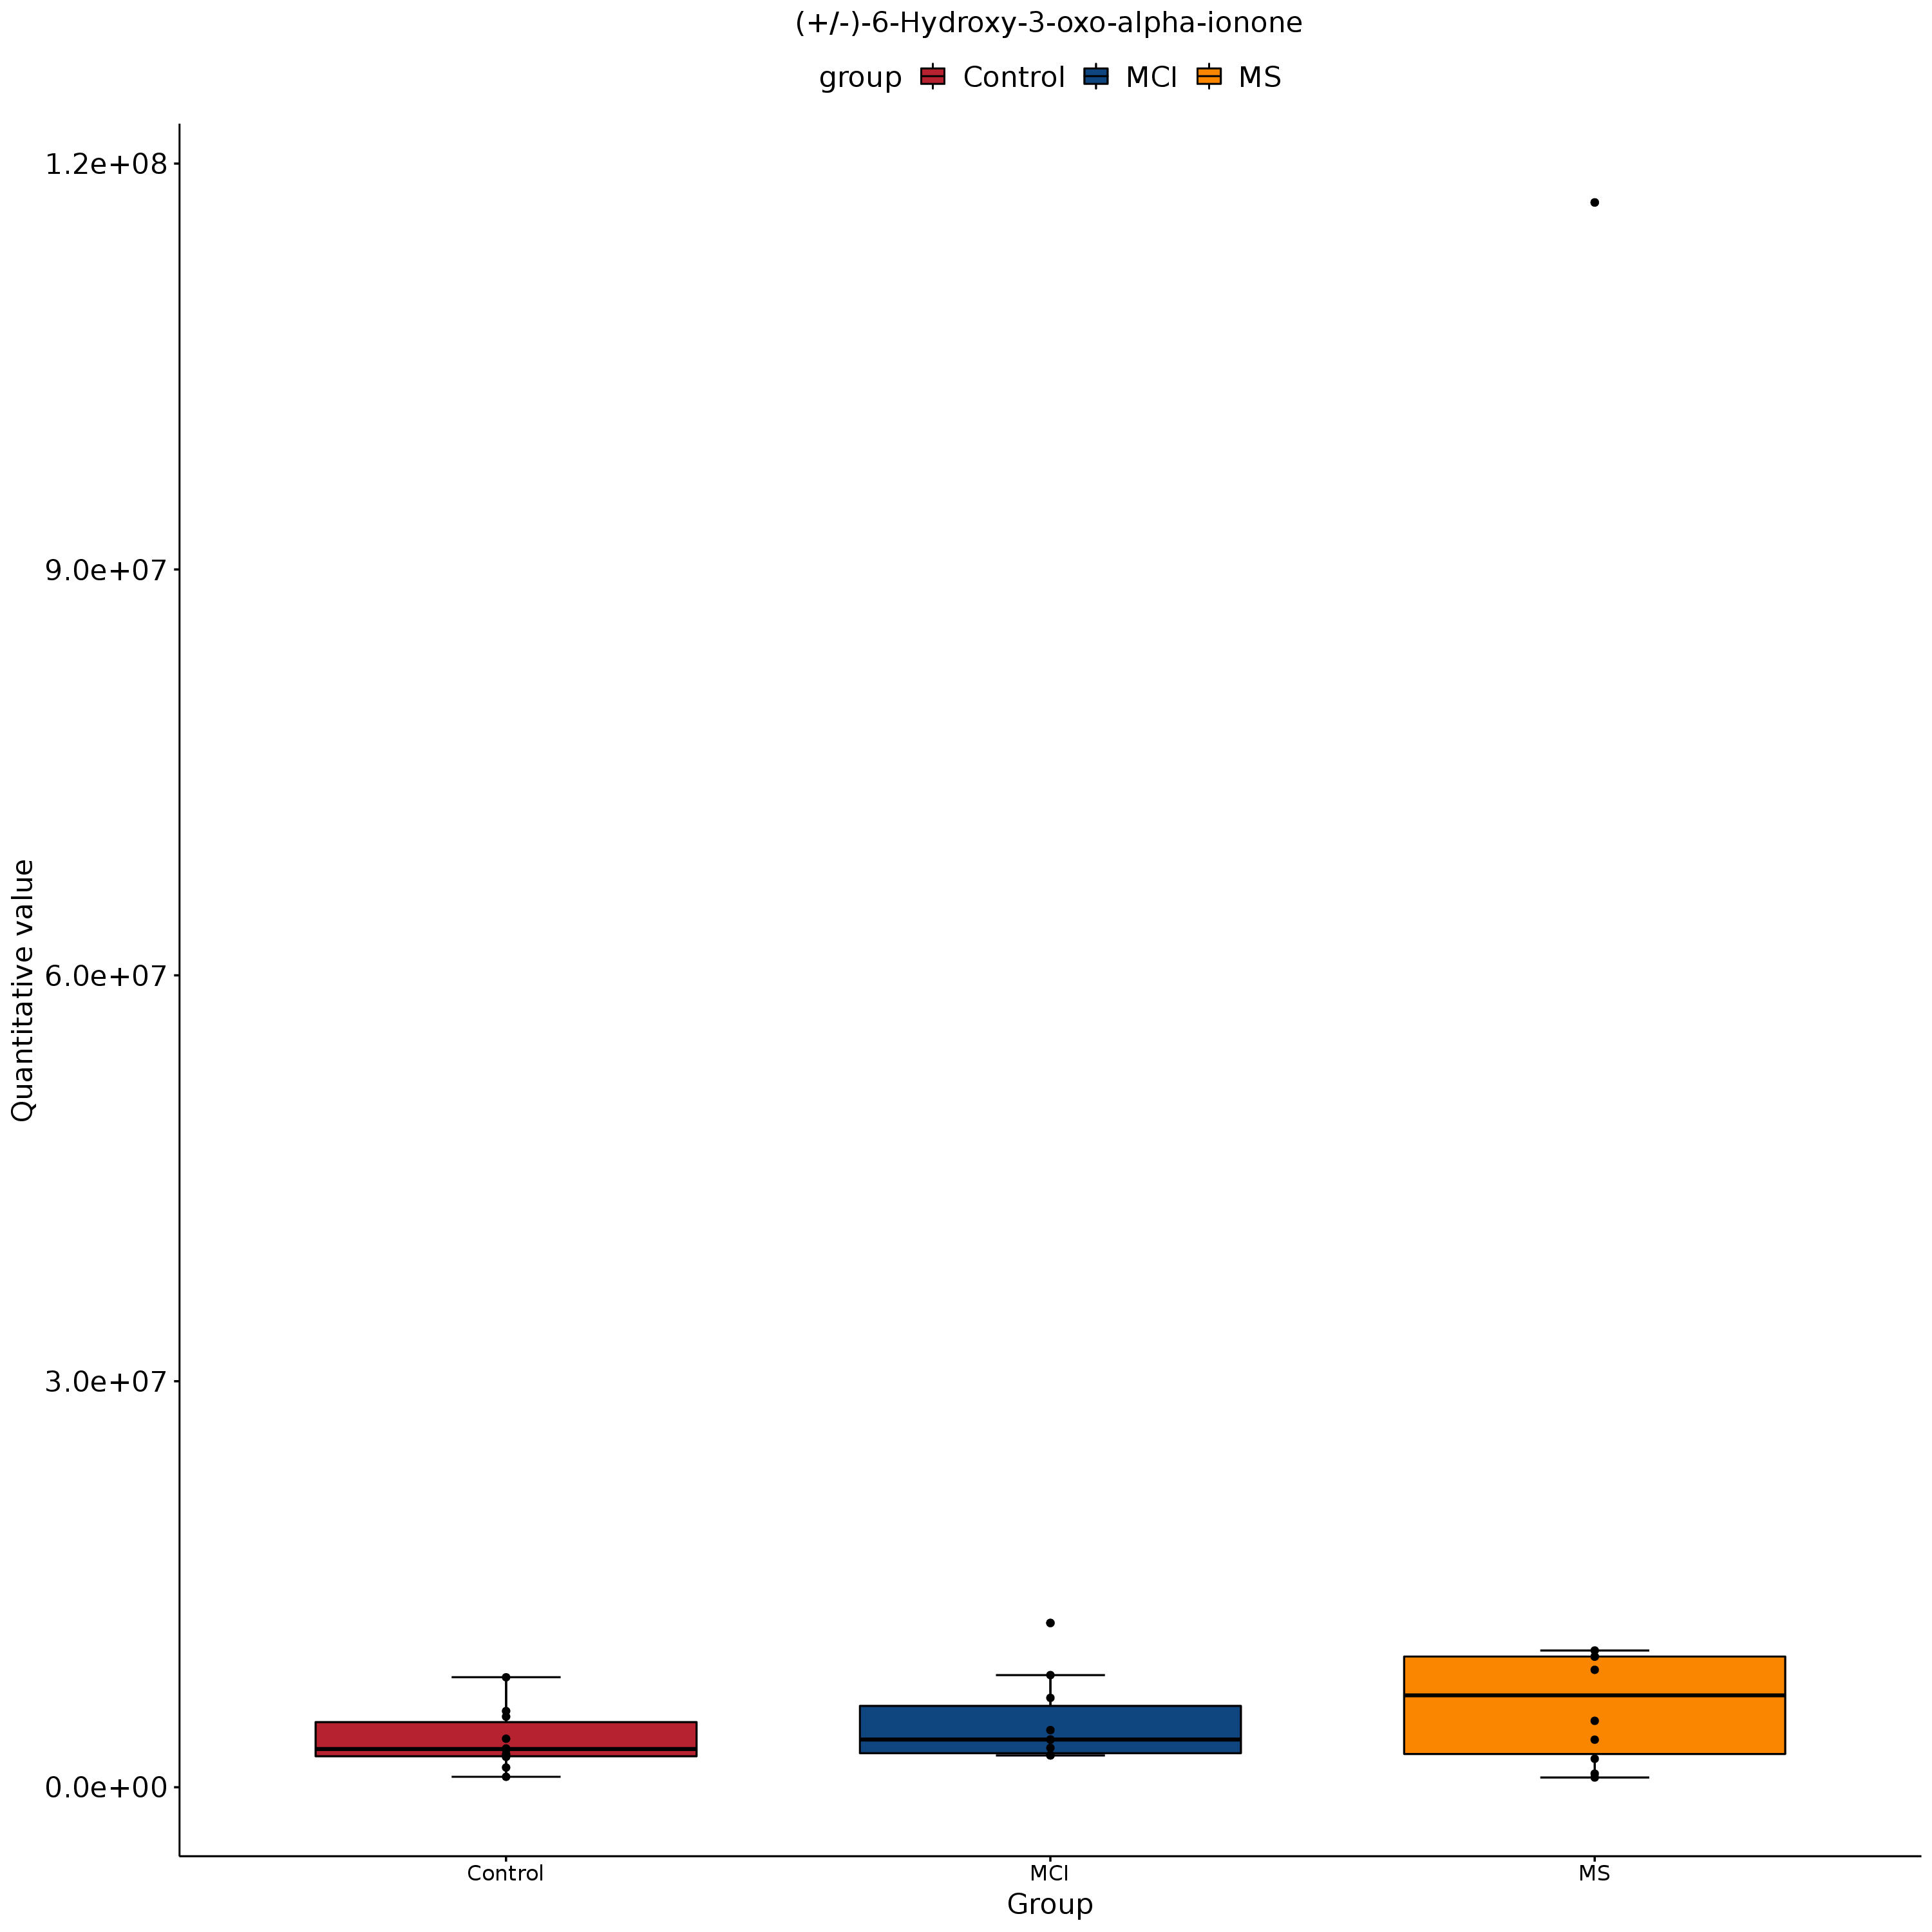 (+/-)-6-Hydroxy-3-oxo-alpha-ionone
group Control MCI MS
1.2e+08
9.0e+07
6.0e+07
3.0e+07
0.0e+00
Quantitative value
Control MCI MS
Group